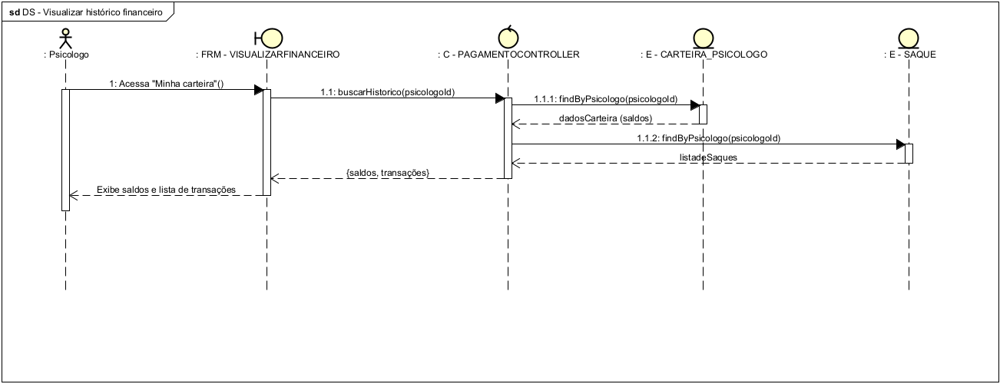 sd DS - Visualizar histórico financeiro
: Psicologo
: FRM - VISUALIZARFINANCEIRO
: C - PAGAMENTOCONTROLLER
: E - CARTEIRA_PSICOLOGO
: E - SAQUE
1: Acessa "Minha carteira"()
1.1: buscarHistorico(psicologoId)
1.1.1: findByPsicologo(psicologoId)
dadosCarteira (saldos)
1.1.2: findByPsicologo(psicologoId)
listadeSaques
{saldos, transações}
Exibe saldos e lista de transações